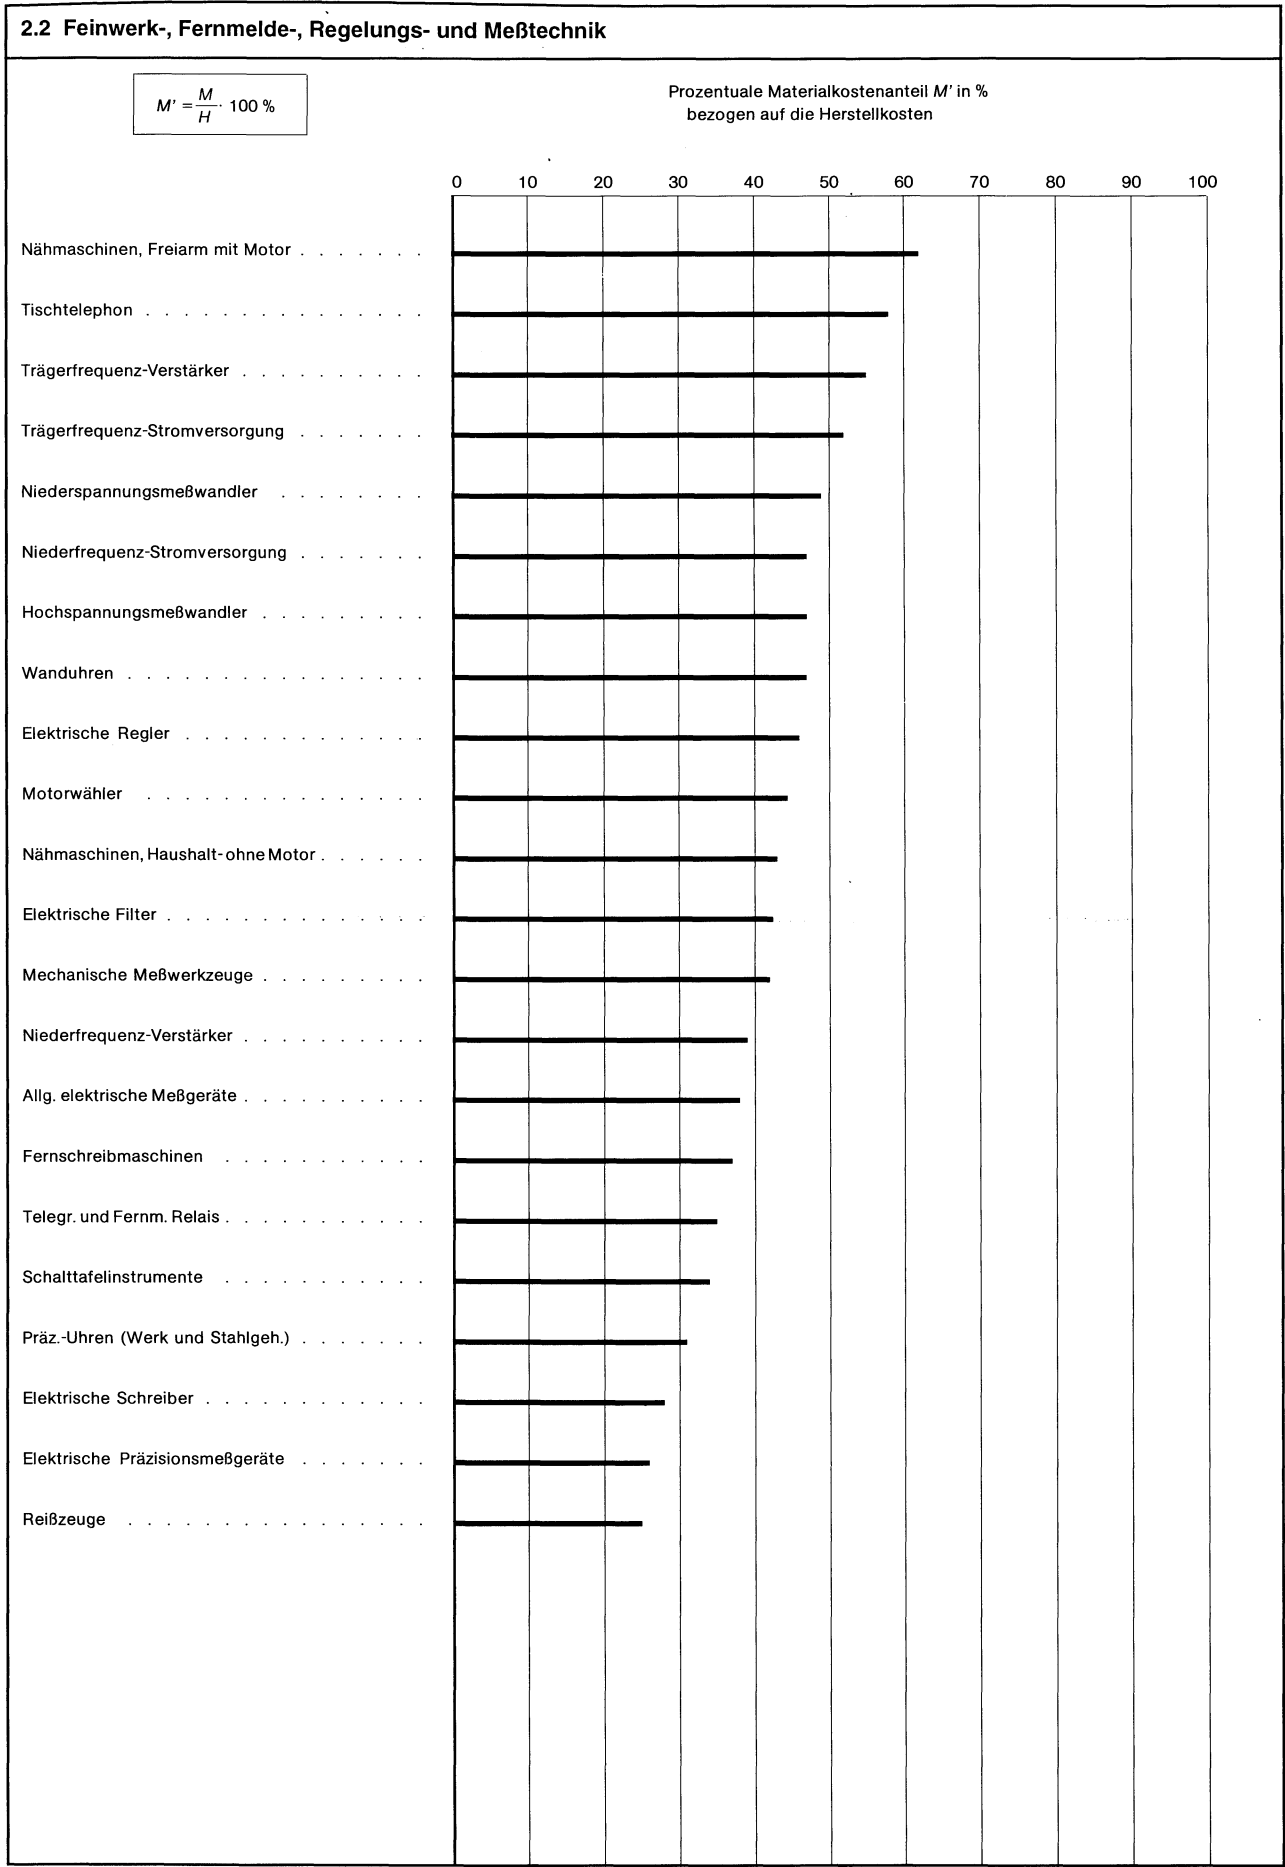 2.2 Feinwerk-, Fernmelde-, Regelungs- und Meßtechnik
M' = M/H · 100 %
Prozentuale Materialkostenanteil M' in %
bezogen auf die Herstellkosten
0 10 20 30 40 50 60 70 80 90 100
Nähmaschinen, Freiarm mit Motor . . . . . . .
Tischtelephon . . . . . . . . . . . . . . .
Trägerfrequenz-Verstärker . . . . . . . . . .
Trägerfrequenz-Stromversorgung . . . . . . .
Niederspannungsmeßwandler . . . . . . . .
Niederfrequenz-Stromversorgung . . . . . . .
Hochspannungsmeßwandler . . . . . . . . .
Wanduhren . . . . . . . . . . . . . . . .
Elektrische Regler . . . . . . . . . . . . .
Motorwähler . . . . . . . . . . . . . . .
Nähmaschinen, Haushalt- ohne Motor . . . . . .
Elektrische Filter . . . . . . . . . . . . . .
Mechanische Meßwerkzeuge . . . . . . . . .
Niederfrequenz-Verstärker . . . . . . . . . .
Allg. elektrische Meßgeräte . . . . . . . . . .
Fernschreibmaschinen . . . . . . . . . . .
Telegr. und Fernm. Relais . . . . . . . . . . .
Schalttafelinstrumente . . . . . . . . . . .
Präz.-Uhren (Werk und Stahlgeh.) . . . . . . .
Elektrische Schreiber . . . . . . . . . . . .
Elektrische Präzisionsmeßgeräte . . . . . . .
Reißzeuge . . . . . . . . . . . . . . . .